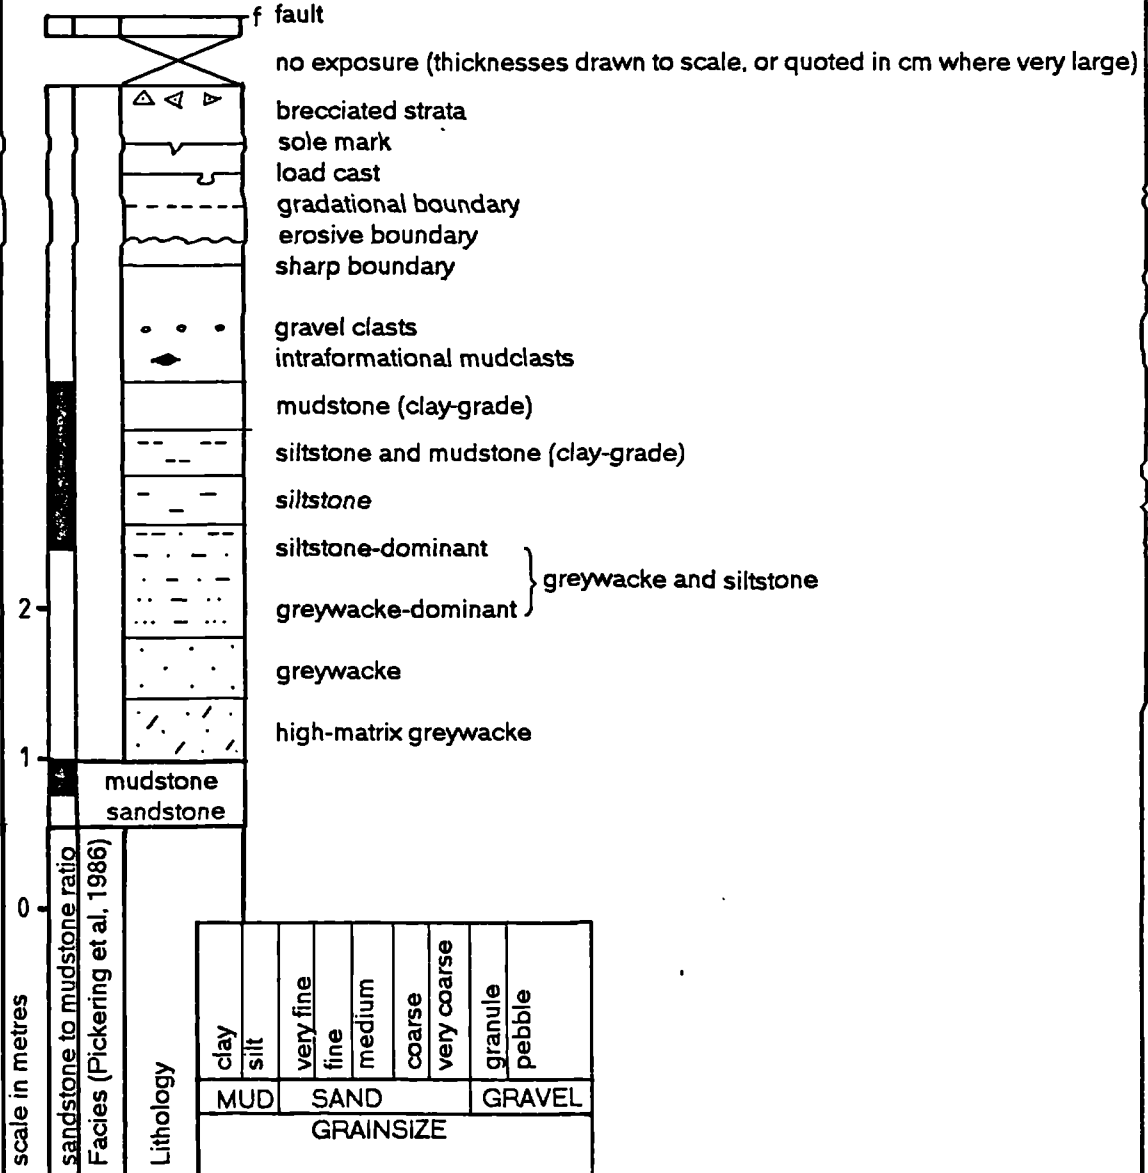 f fault
no exposure (thicknesses drawn to scale, or quoted in cm where very large)
brecciated strata
sole mark
load cast
gradational boundary
erosive boundary
sharp boundary
gravel clasts
intraformational mudclasts
mudstone (clay-grade)
siltstone and mudstone (clay-grade)
siltstone
siltstone-dominant
greywacke and siltstone
2
greywacke-dominant
greywacke
high-matrix greywacke
1
mudstone
sandstone
0
scale in metres
sandstone to mudstone ratio
Facies (Pickering et al, 1986)
Lithology
clay
silt
very fine
fine
medium
coarse
very coarse
granule
pebble
MUD
SAND
GRAVEL
GRAINSIZE